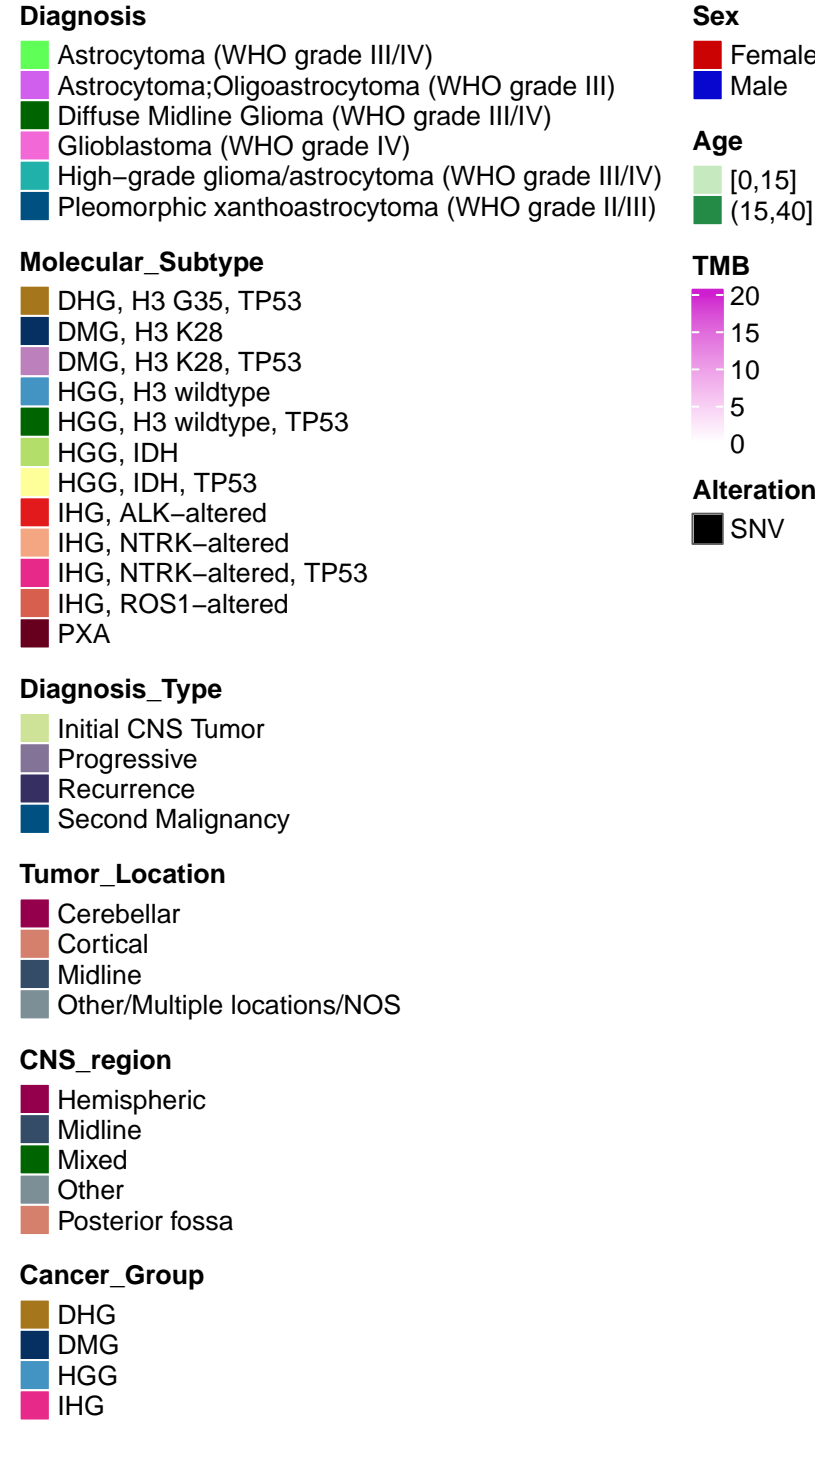 Diagnosis
Astrocytoma (WHO grade III/IV)
Astrocytoma;Oligoastrocytoma (WHO grade III)
Diffuse Midline Glioma (WHO grade III/IV)
Glioblastoma (WHO grade IV)
High−grade glioma/astrocytoma (WHO grade III/IV)
Pleomorphic xanthoastrocytoma (WHO grade II/III)
Molecular_Subtype
DHG, H3 G35, TP53
DMG, H3 K28
DMG, H3 K28, TP53
HGG, H3 wildtype
HGG, H3 wildtype, TP53
HGG, IDH
HGG, IDH, TP53
IHG, ALK−altered
IHG, NTRK−altered
IHG, NTRK−altered, TP53
IHG, ROS1−altered
PXA
Diagnosis_Type
Initial CNS Tumor
Progressive
Recurrence
Second Malignancy
Tumor_Location
Cerebellar
Cortical
Midline
Other/Multiple locations/NOS
CNS_region
Hemispheric
Midline
Mixed
Other
Posterior fossa
Cancer_Group
DHG
DMG
HGG
IHG
Sex
Female
Male
Age
[0,15]
(15,40]
TMB
20
15
10
5
0
Alteration
SNV